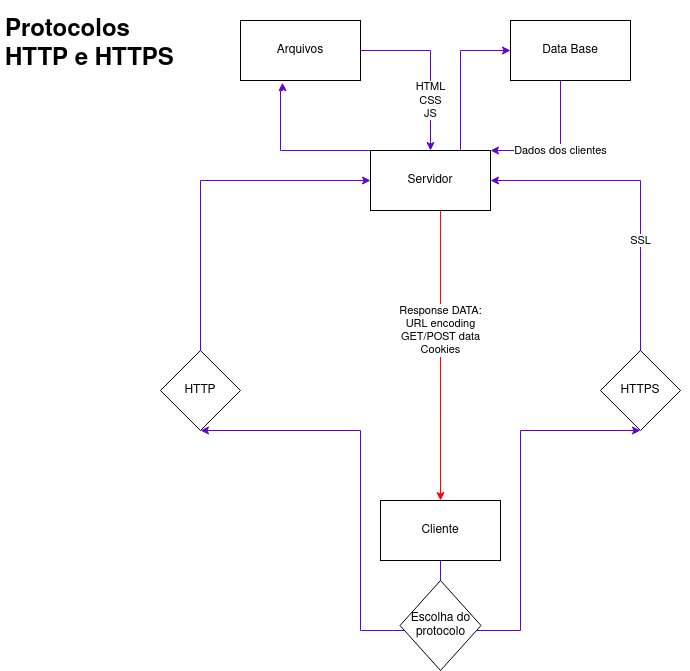 Protocolos
HTTP e HTTPS
Arquivos
Data Base
HTML
CSS
JS
Dados dos clientes
Servidor
SSL
Response DATA:
URL encoding
GET/POST data
Cookies
HTTP
HTTPS
Cliente
Escolha do
protocolo